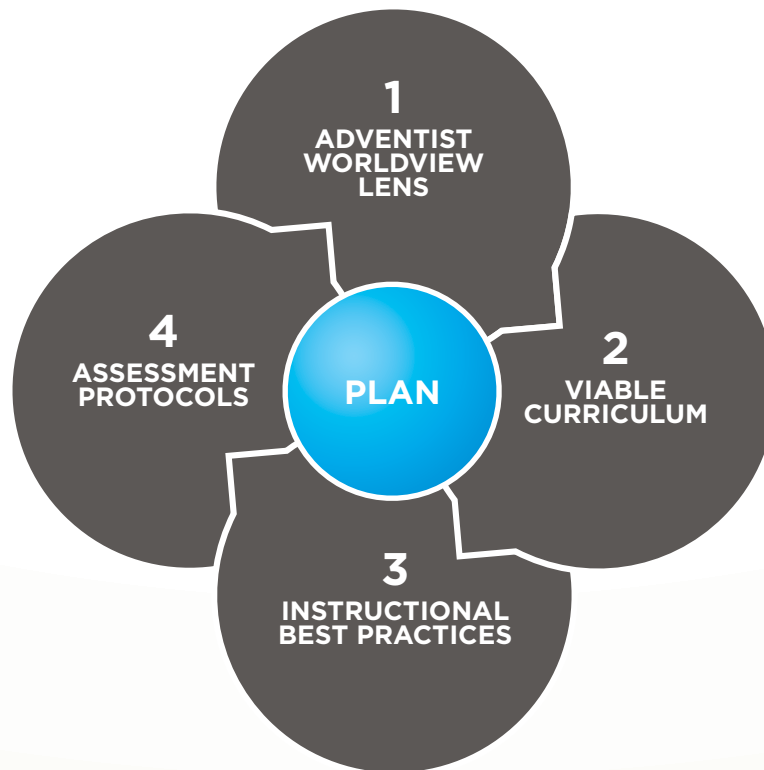 1
ADVENTIST
WORLDVIEW
LENS
2
VIABLE
CURRICULUM
3
INSTRUCTIONAL
BEST PRACTICES
4
ASSESSMENT
PROTOCOLS
PLAN